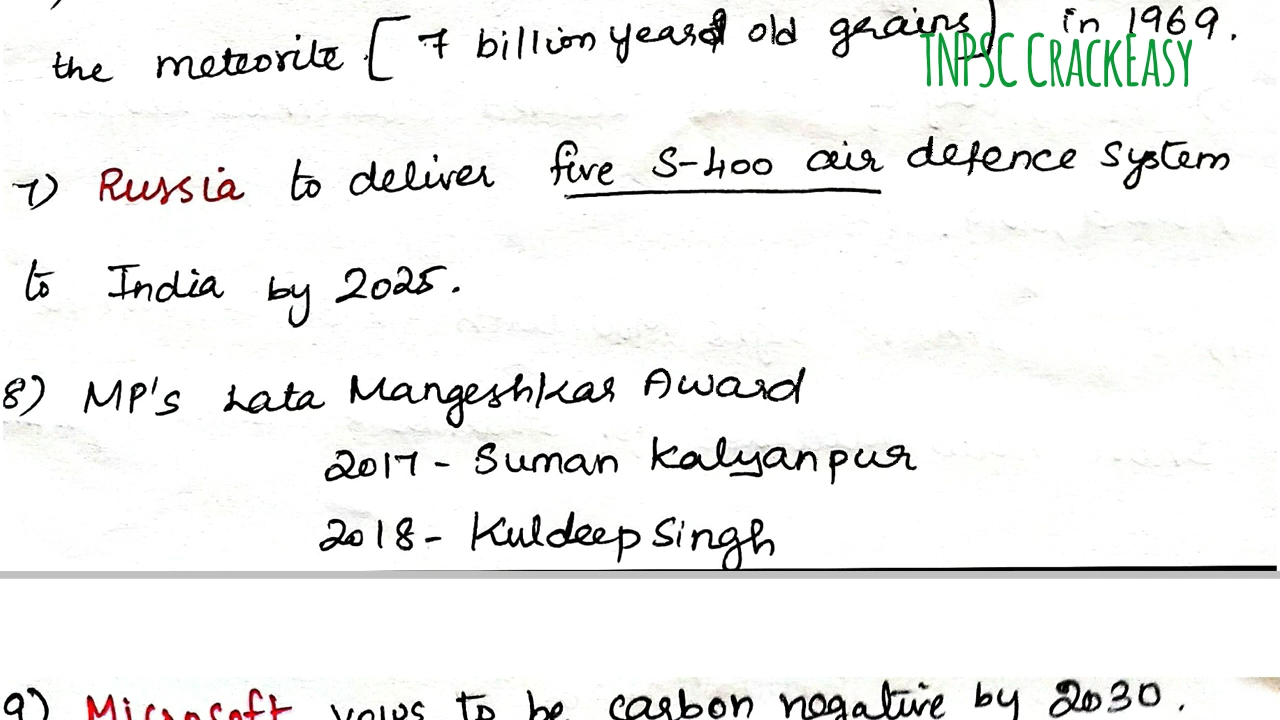 the meteorite [7 billion years old grains) in 1969.
TNPSC CRACKEASY
7) Russia to deliver five S-400 air defence system
to India by 2025.
8) MP's Lata Mangeshkar Award
2017 - Suman Kalyanpur
2018 - Kuldeep Singh
9) Microsoft vows to be carbon negative by 2030.